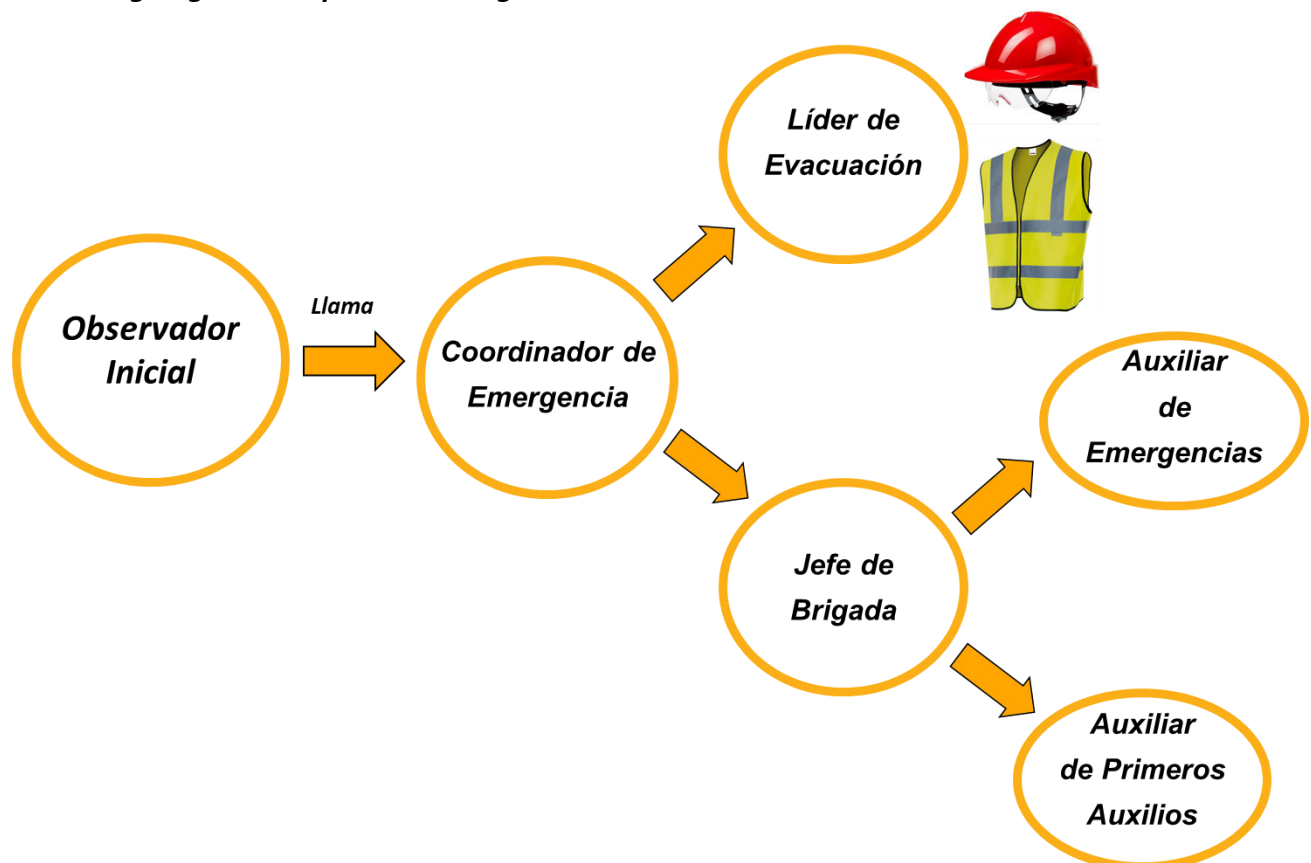 Líder de
Evacuación
Observador
Inicial
Llama
Coordinador de
Emergencia
Auxiliar
de
Emergencias
Jefe de
Brigada
Auxiliar
de Primeros
Auxilios